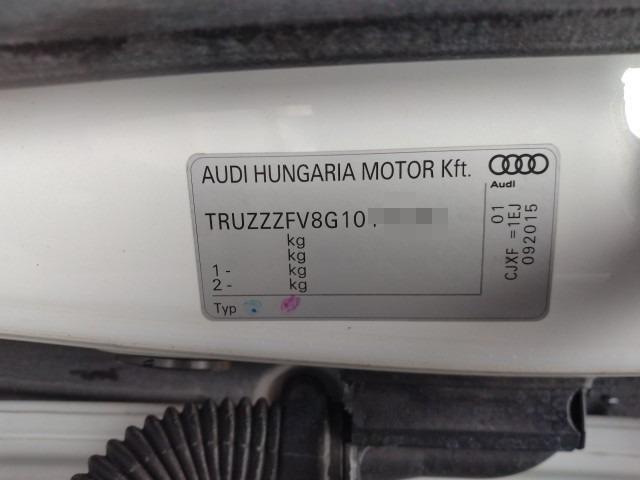 AUDI HUNGARIA MOTOR Kft.
Audi
TRUZZZFV8G10
kg
kg
1 - kg
2 - kg
Typ
01
CJXF =1EJ
092015